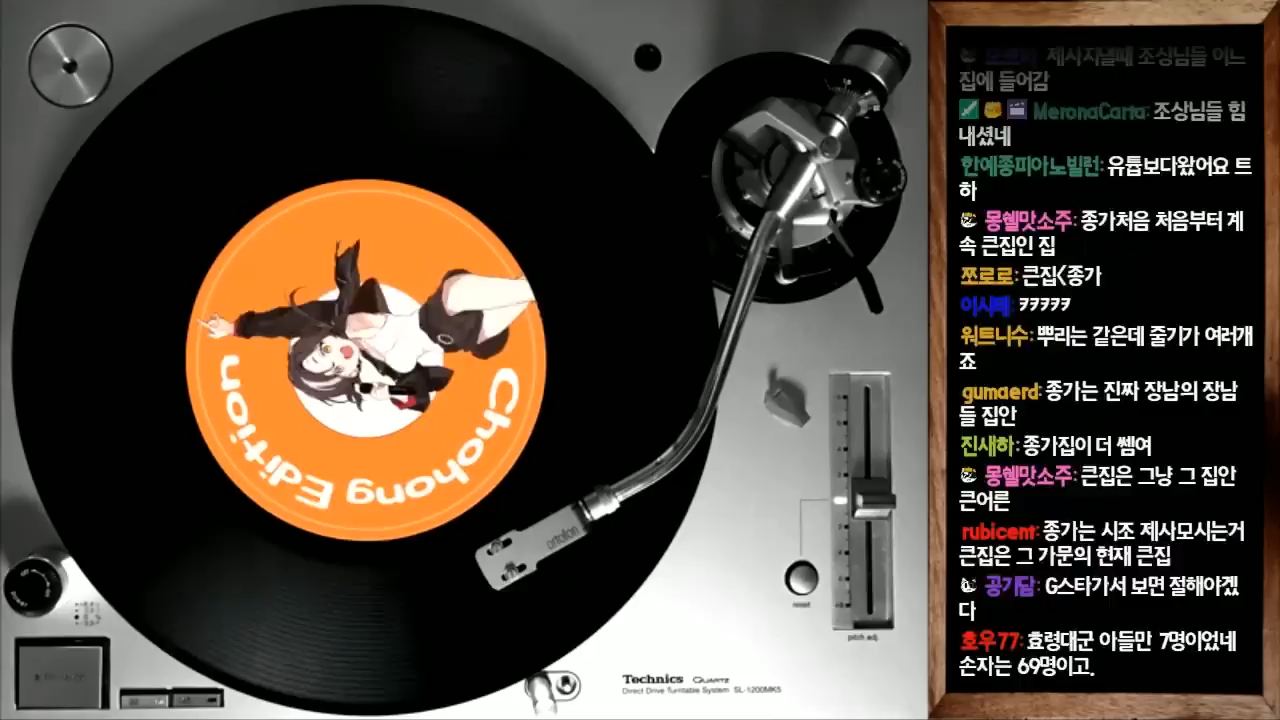 Chohong Edition
ortofon
reset
pitch adj.
Technics QUARTZ
Direct Drive Turntable System SL-1200MK5
제사지낼때 조상님들 어느
집에 들어감
MeronaCarta: 조상님들 힘
내셨네
한예종피아노빌런: 유튭보다왔어요 트
하
몽쉘맛소주: 종가처음 처음부터 계
속 큰집인 집
쪼로로: 큰집<종가
이시페: ㅋㅋㅋㅋㅋ
워트니수: 뿌리는 같은데 줄기가 여러개
죠
gumaerd: 종가는 진짜 장남의 장남
들 집안
진새하: 종가집이 더 쎔여
몽쉘맛소주: 큰집은 그냥 그 집안
큰어른
rubicent: 종가는 시조 제사모시는거
큰집은 그 가문의 현재 큰집
공기담: G스타가서 보면 절해야겠
다
호우77: 효령대군 아들만 7명이었네
손자는 69명이고.